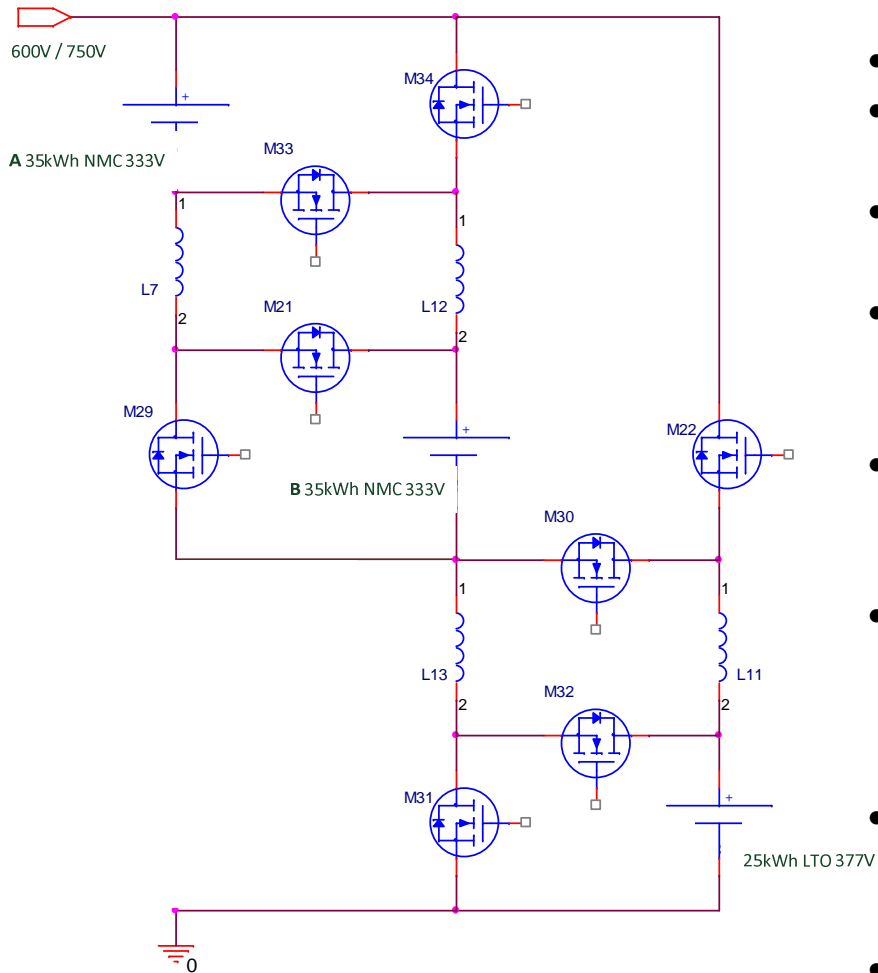 600V / 750V
M34
+
A 35kWh NMC 333V
M33
1
1
L7
M21
L12
2
2
M29
M22
+
B 35kWh NMC 333V
M30
1
1
L13
M32
L11
2
2
M31
+
25kWh LTO 377V
0